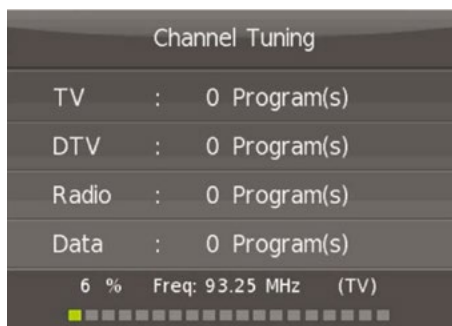 Channel Tuning
TV : 0 Program(s)
DTV : 0 Program(s)
Radio : 0 Program(s)
Data : 0 Program(s)
6 % Freq: 93.25 MHz (TV)